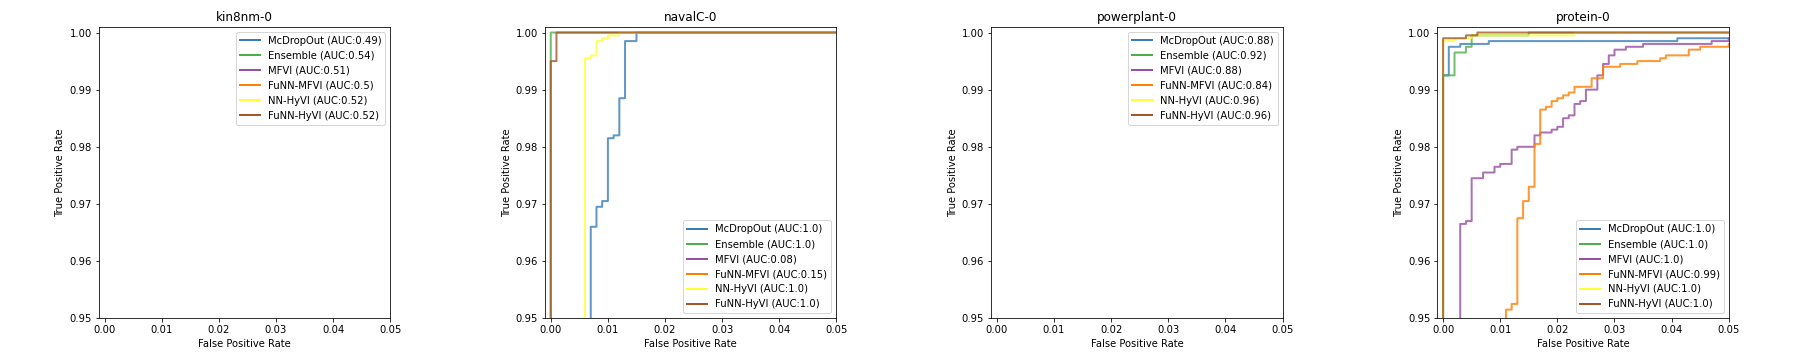 kin8nm-0
1.00
0.99
0.98
0.97
0.96
0.95
True Positive Rate
McDropOut (AUC:0.49)
Ensemble (AUC:0.54)
MFVI (AUC:0.51)
FuNN-MFVI (AUC:0.5)
NN-HyVI (AUC:0.52)
FuNN-HyVI (AUC:0.52)
0.00 0.01 0.02 0.03 0.04 0.05
False Positive Rate
navalC-0
1.00
0.99
0.98
0.97
0.96
0.95
True Positive Rate
McDropOut (AUC:1.0)
Ensemble (AUC:1.0)
MFVI (AUC:0.08)
FuNN-MFVI (AUC:0.15)
NN-HyVI (AUC:1.0)
FuNN-HyVI (AUC:1.0)
0.00 0.01 0.02 0.03 0.04 0.05
False Positive Rate
powerplant-0
1.00
0.99
0.98
0.97
0.96
0.95
True Positive Rate
McDropOut (AUC:0.88)
Ensemble (AUC:0.92)
MFVI (AUC:0.88)
FuNN-MFVI (AUC:0.84)
NN-HyVI (AUC:0.96)
FuNN-HyVI (AUC:0.96)
0.00 0.01 0.02 0.03 0.04 0.05
False Positive Rate
protein-0
1.00
0.99
0.98
0.97
0.96
0.95
True Positive Rate
McDropOut (AUC:1.0)
Ensemble (AUC:1.0)
MFVI (AUC:1.0)
FuNN-MFVI (AUC:0.99)
NN-HyVI (AUC:1.0)
FuNN-HyVI (AUC:1.0)
0.00 0.01 0.02 0.03 0.04 0.05
False Positive Rate